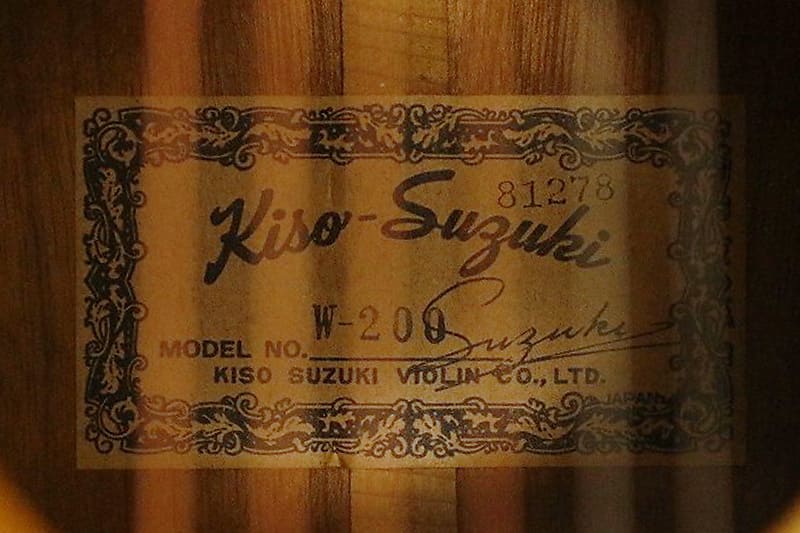 81278
Kiso-Suzuki
W-200
Suzuki
MODEL NO.
KISO SUZUKI VIOLIN CO., LTD.
JAPAN